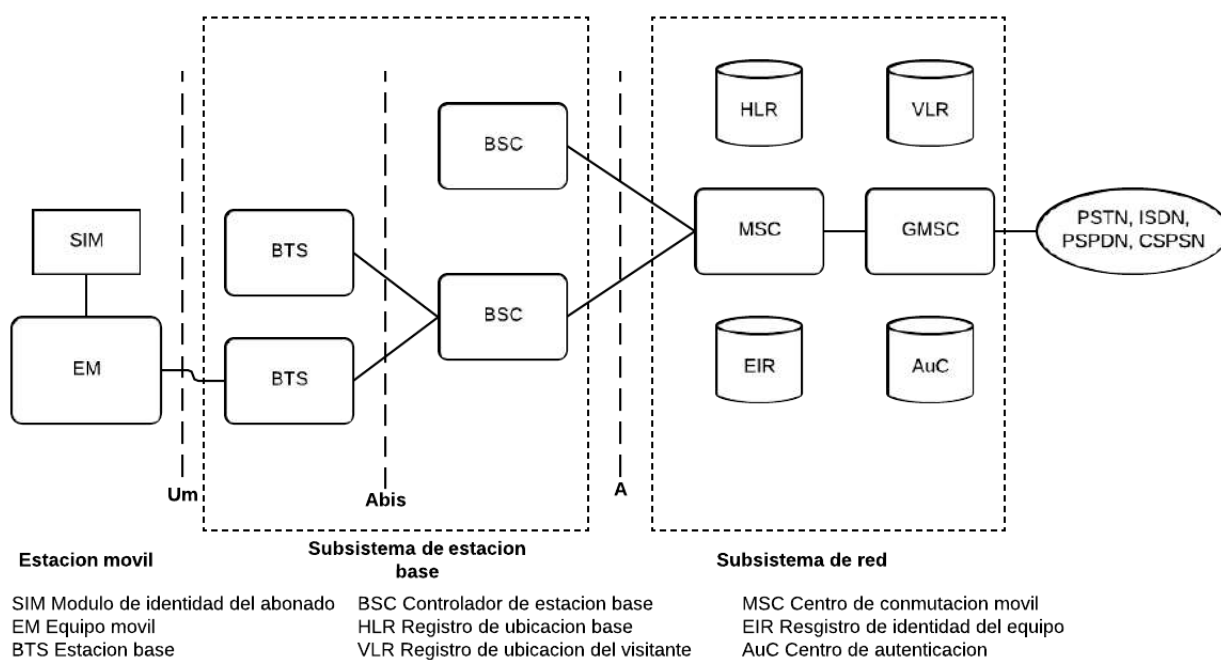 HLR
VLR
BSC
SIM
BTS
MSC
GMSC
PSTN, ISDN,
PSPDN, CSPSN
BSC
EM
BTS
EIR
AuC
Um
Abis
A
Estacion movil
Subsistema de estacion
base
Subsistema de red
SIM Modulo de identidad del abonado
EM Equipo movil
BTS Estacion base
BSC Controlador de estacion base
HLR Registro de ubicacion base
VLR Registro de ubicacion del visitante
MSC Centro de conmutacion movil
EIR Resgistro de identidad del equipo
AuC Centro de autenticacion